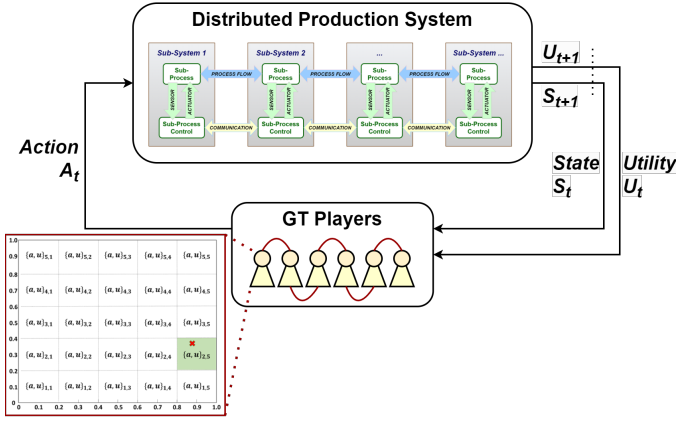 Distributed Production System
Sub-System 1
Sub-System 2
...
Sub-System ...
Sub-
Process
PROCESS FLOW
Sub-
Process
PROCESS FLOW
Sub-
Process
PROCESS FLOW
Sub-
Process
SENSOR
ACTUATOR
SENSOR
ACTUATOR
SENSOR
ACTUATOR
SENSOR
ACTUATOR
Sub-Process
Control
COMMUNICATION
Sub-Process
Control
COMMUNICATION
Sub-Process
Control
COMMUNICATION
Sub-Process
Control
U_{t+1}
S_{t+1}
Action
A_t
State
S_t
Utility
U_t
GT Players
1.0
0.9 {a, u}5,1 {a, u}5,2 {a, u}5,3 {a, u}5,4 {a, u}5,5
0.8
0.7 {a, u}4,1 {a, u}4,2 {a, u}4,3 {a, u}4,4 {a, u}4,5
0.6
0.5 {a, u}3,1 {a, u}3,2 {a, u}3,3 {a, u}3,4 {a, u}3,5
0.4
0.3 {a, u}2,1 {a, u}2,2 {a, u}2,3 {a, u}2,4 {a, u}2,5
0.2
0.1 {a, u}1,1 {a, u}1,2 {a, u}1,3 {a, u}1,4 {a, u}1,5
0
0 0.1 0.2 0.3 0.4 0.5 0.6 0.7 0.8 0.9 1.0